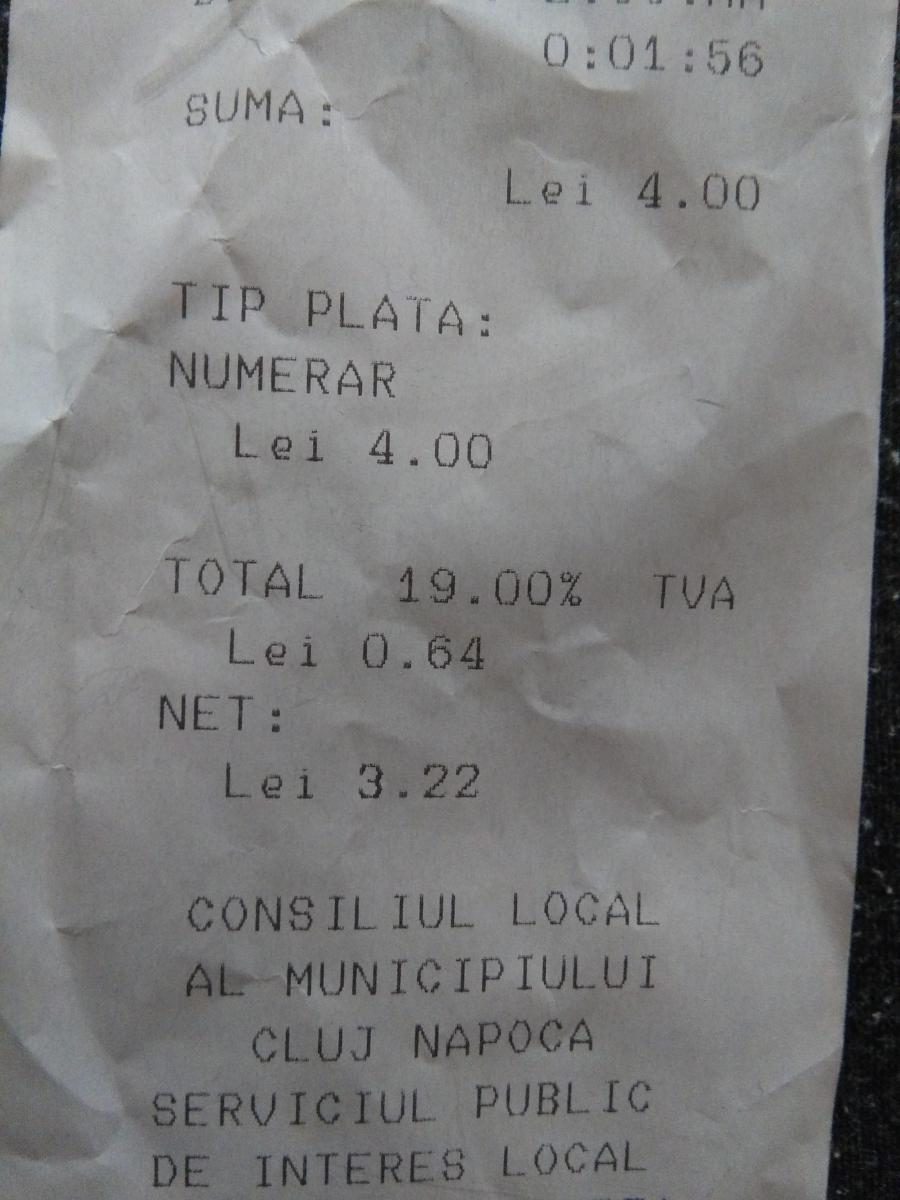 0:01:56
SUMA:
Lei 4.00
TIP PLATA:
NUMERAR
Lei 4.00
TOTAL 19.00% TVA
Lei 0.64
NET:
Lei 3.22
CONSILIUL LOCAL
AL MUNICIPIULUI
CLUJ NAPOCA
SERVICIUL PUBLIC
DE INTERES LOCAL